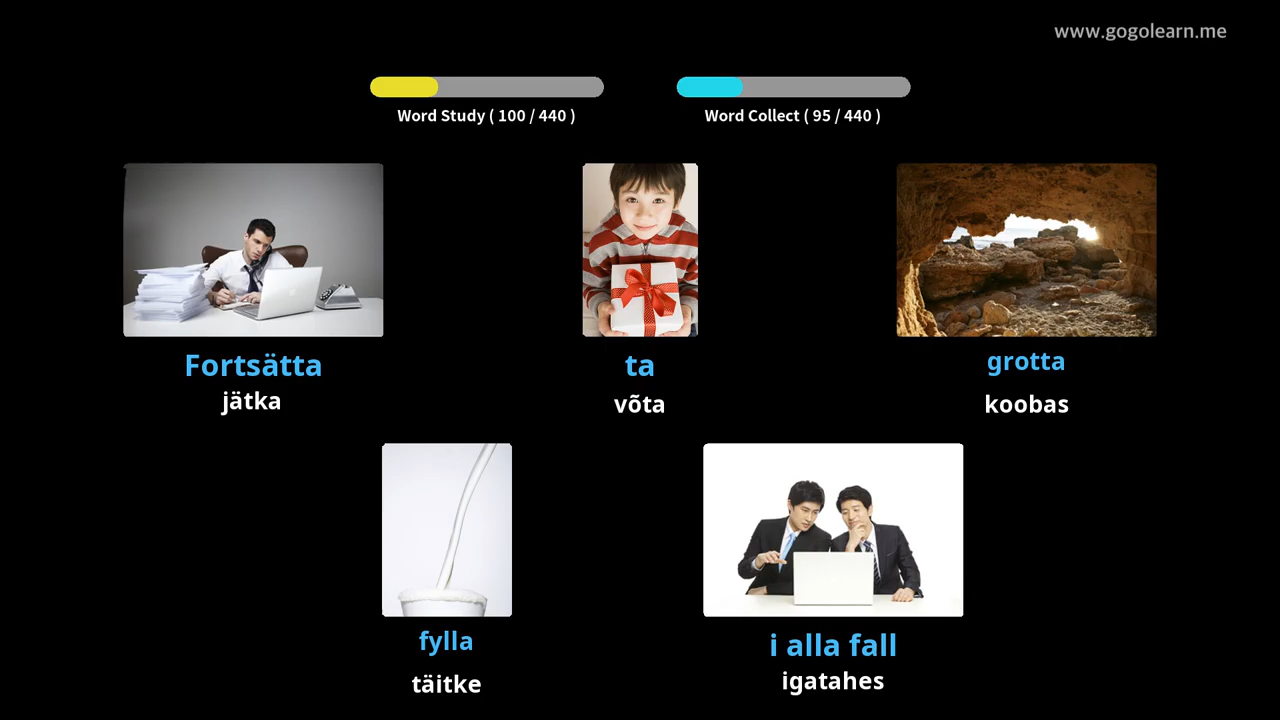 www.gogolearn.me
Word Study ( 100 / 440 )
Word Collect ( 95 / 440 )
Fortsätta
jätka
ta
võta
grotta
koobas
fylla
täitke
i alla fall
igatahes